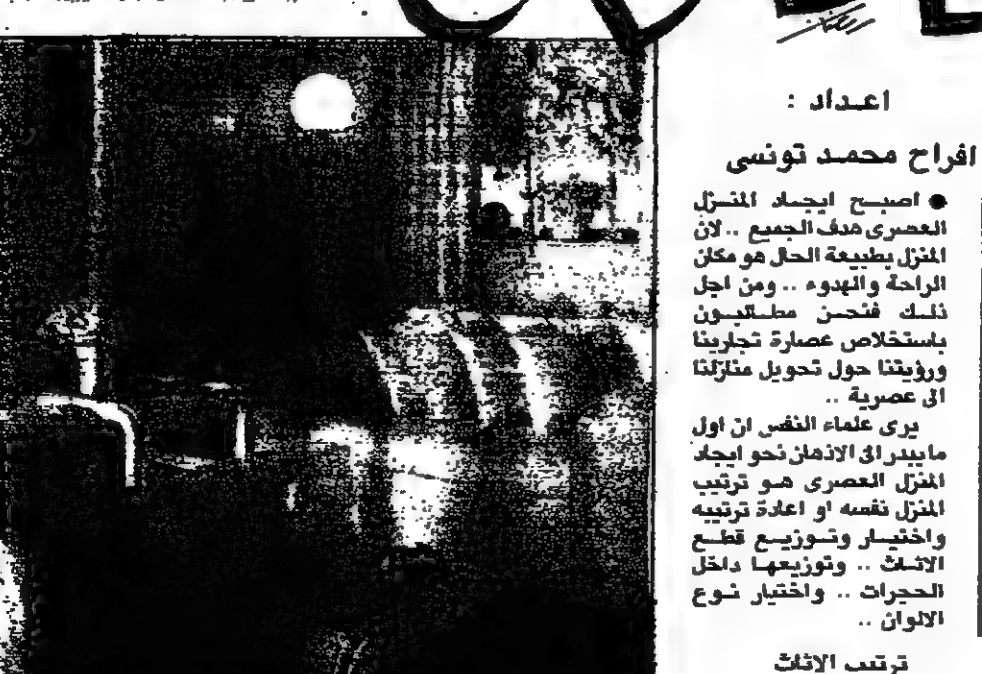 اعداد :
افراح محمد تونسى
● اصبح ايجاد المنزل
العصرى هدف الجميع .. لان
المنزل بطبيعة الحال هو مكان
الراحة والهدوء .. ومن اجل
ذلك فنحن مطالبون
باستخلاص عصارة تجاربنا
ورؤيتنا حول تحويل منازلنا
الى عصرية ..
يرى علماء النفس ان اول
مايبدر الى الاذهان نحو ايجاد
المنزل العصرى هو ترتيب
المنزل نفسه او اعادة ترتيبه
واختيار وتوزيع قطع
الاثاث .. وتوزيعها داخل
الحجرات .. واختيار نوع
الالوان ..
ترتيب الاثاث